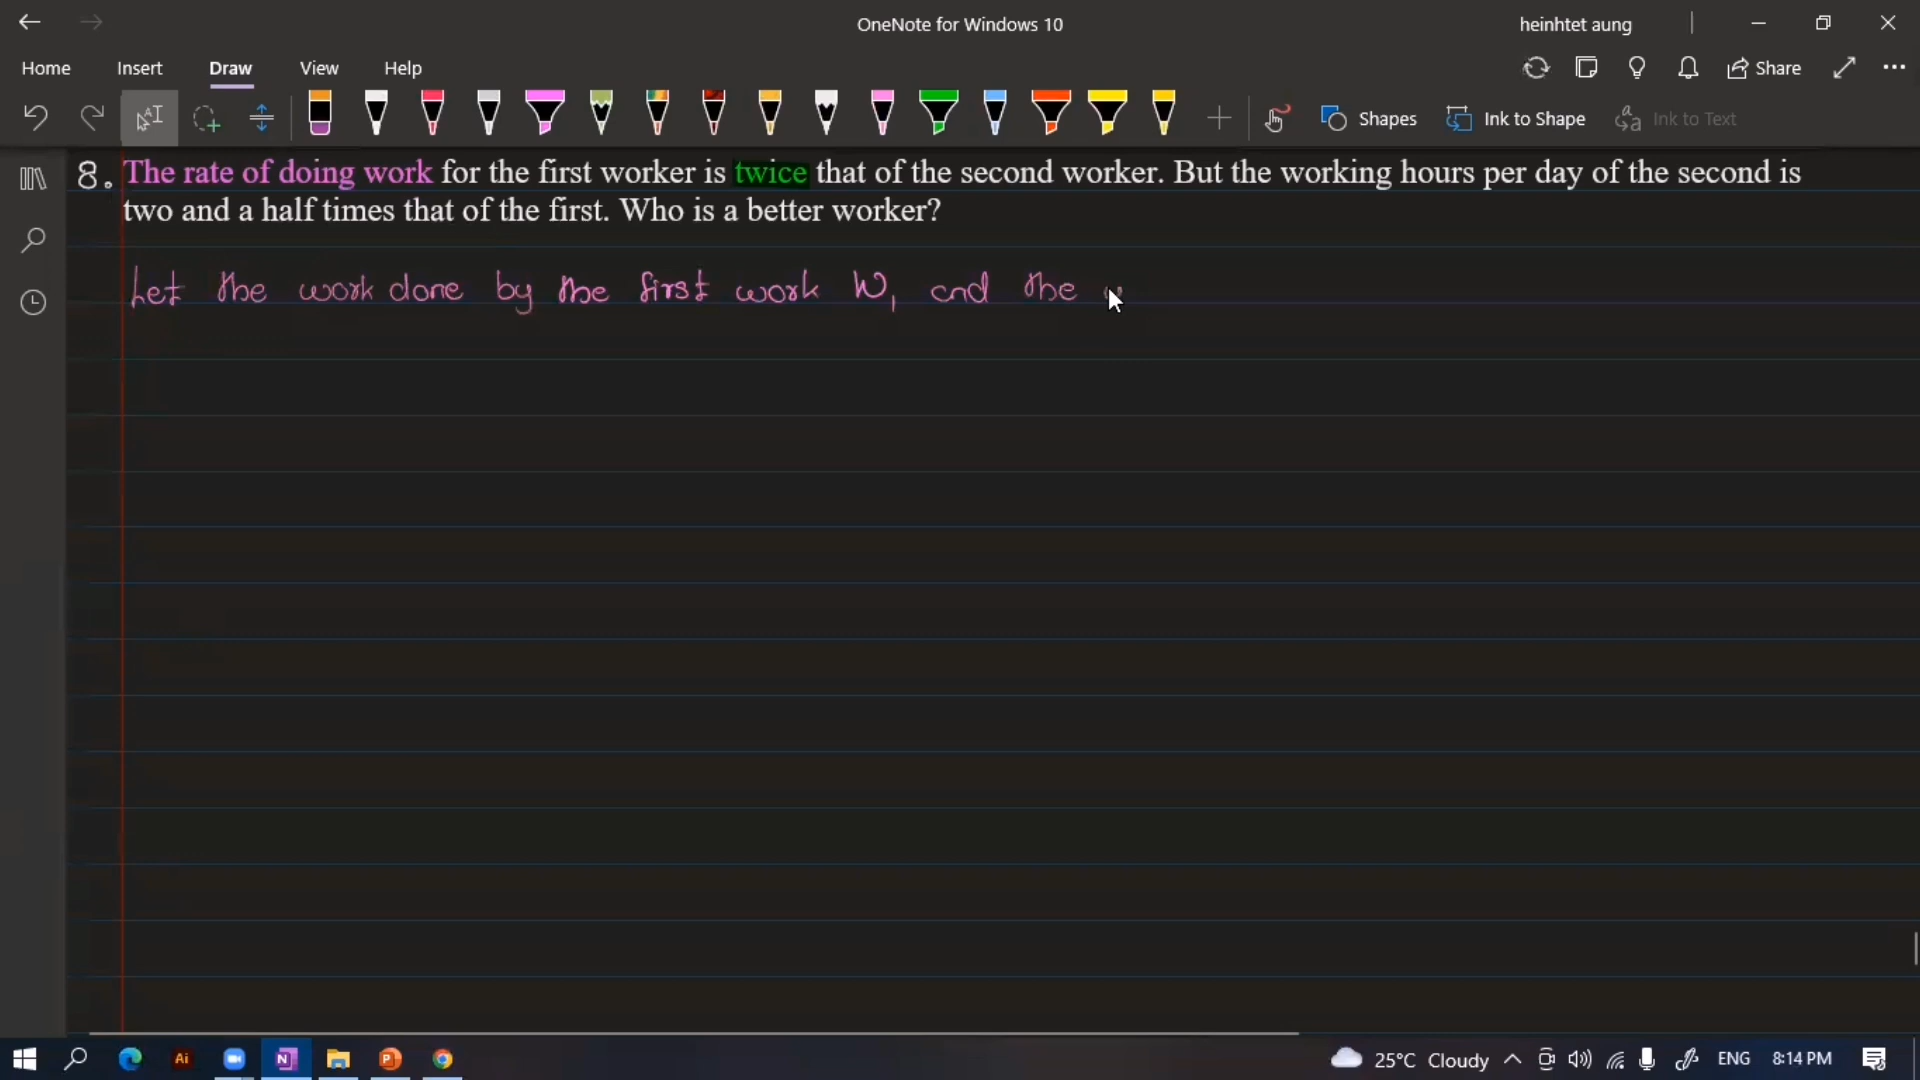 OneNote for Windows 10
heinhtet aung
Home Insert Draw View Help
Share
Shapes Ink to Shape Ink to Text
8. The rate of doing work for the first worker is twice that of the second worker. But the working hours per day of the second is
two and a half times that of the first. Who is a better worker?
Let the work done by the first work W₁ and the
25°C Cloudy
ENG
8:14 PM